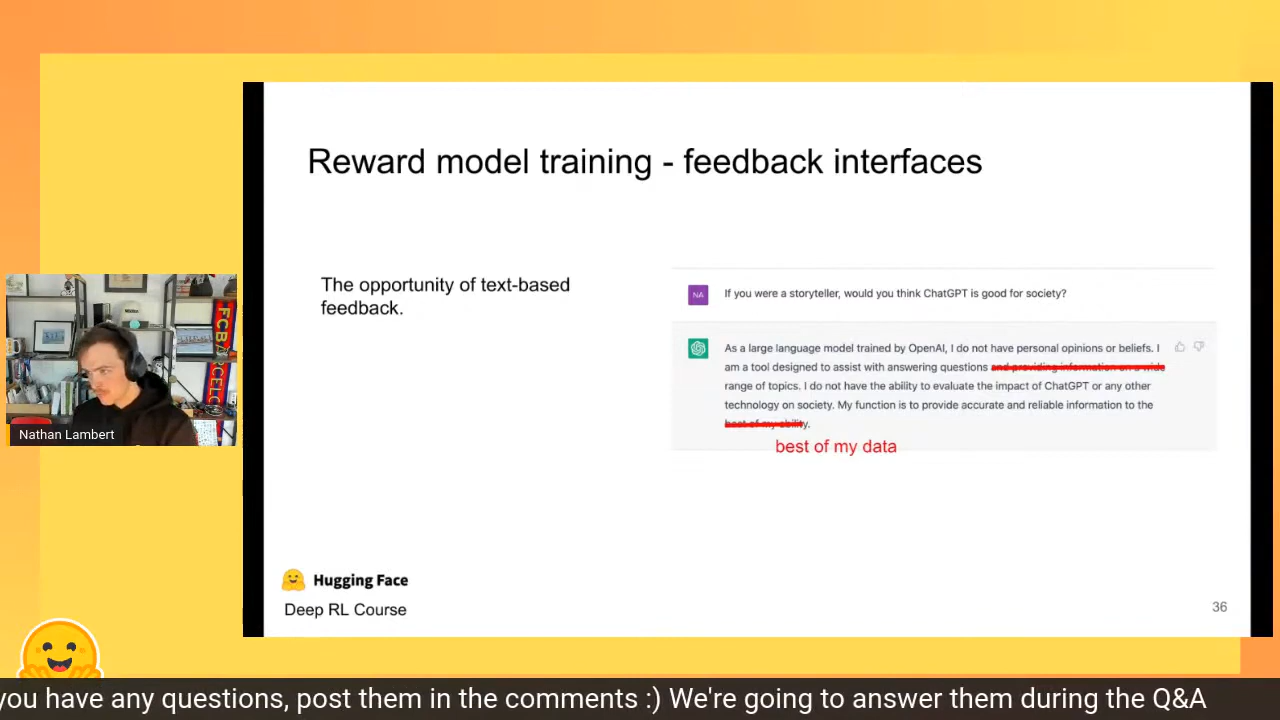 Reward model training - feedback interfaces
The opportunity of text-based
feedback.
NA
If you were a storyteller, would you think ChatGPT is good for society?
As a large language model trained by OpenAI, I do not have personal opinions or beliefs. I
am a tool designed to assist with answering questions and providing information on a wide
range of topics. I do not have the ability to evaluate the impact of ChatGPT or any other
technology on society. My function is to provide accurate and reliable information to the
best of my ability.
best of my data
FCB
Nathan Lambert
Hugging Face
Deep RL Course
36
you have any questions, post them in the comments :) We're going to answer them during the Q&A